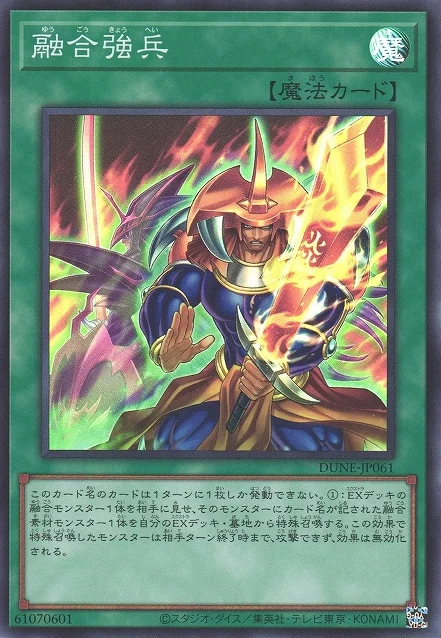 融合強兵
魔
【魔法カード】
DUNE-JP061
このカード名のカードは1ターンに1枚しか発動できない。①:EXデッキの
融合モンスター1体を相手に見せ、そのモンスターにカード名が記された融合
素材モンスター1体を自分のEXデッキ・墓地から特殊召喚する。この効果で
特殊召喚したモンスターは相手ターン終了時まで、攻撃できず、効果は無効化
される。
61070601
©スタジオ・ダイス／集英社・テレビ東京・KONAMI